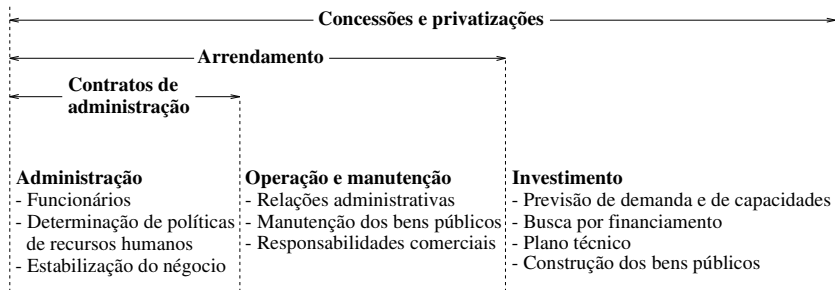 Concessões e privatizações
Arrendamento
Contratos de
administração
Administração
- Funcionários
- Determinação de políticas
de recursos humanos
- Estabilização do négocio
Operação e manutenção
- Relações administrativas
- Manutenção dos bens públicos
- Responsabilidades comerciais
Investimento
- Previsão de demanda e de capacidades
- Busca por financiamento
- Plano técnico
- Construção dos bens públicos